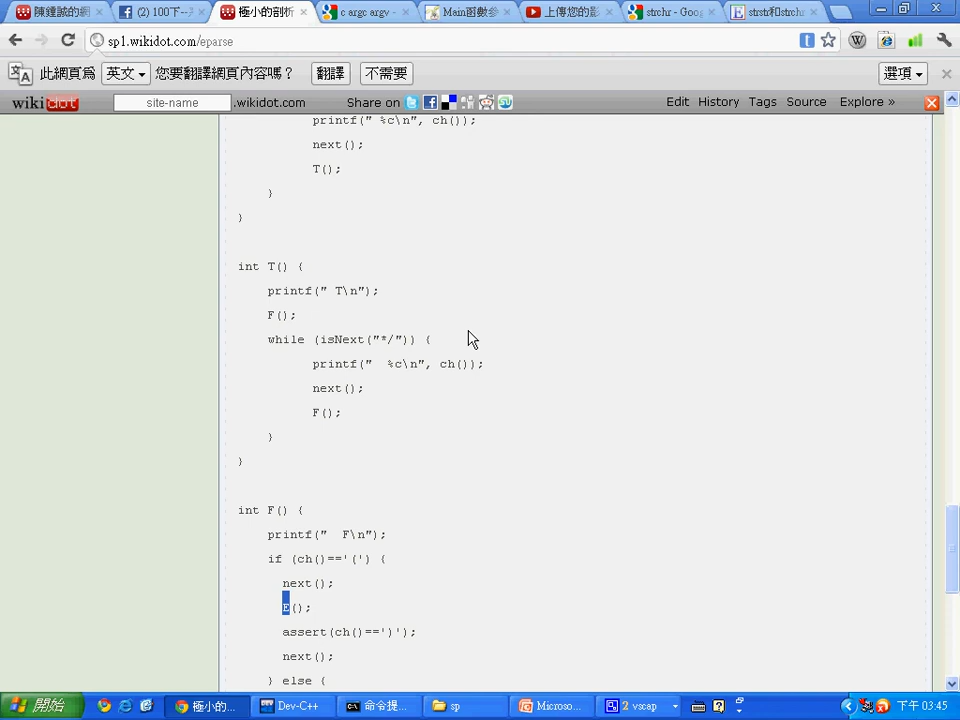 陳鍾誠的網
(2) 100下--
極小的剖析
c argc argv -
Main函數參
上傳您的影
strchr - Goog
strstr和strchr
sp1.wikidot.com/eparse
此網頁為 英文 您要翻譯網頁內容嗎？ 翻譯 不需要 選項
wikidot site-name .wikidot.com Share on Edit History Tags Source Explore »
printf(" %c\n", ch());
next();
T();
}
}
int T() {
printf(" T\n");
F();
while (isNext("*/")) {
printf("  %c\n", ch());
next();
F();
}
}
int F() {
printf("  F\n");
if (ch()=='(') {
next();
E();
assert(ch()==')');
next();
} else {
開始 極小的... Dev-C++ 命令提... sp Microso... 2 vscap 下午 03:45